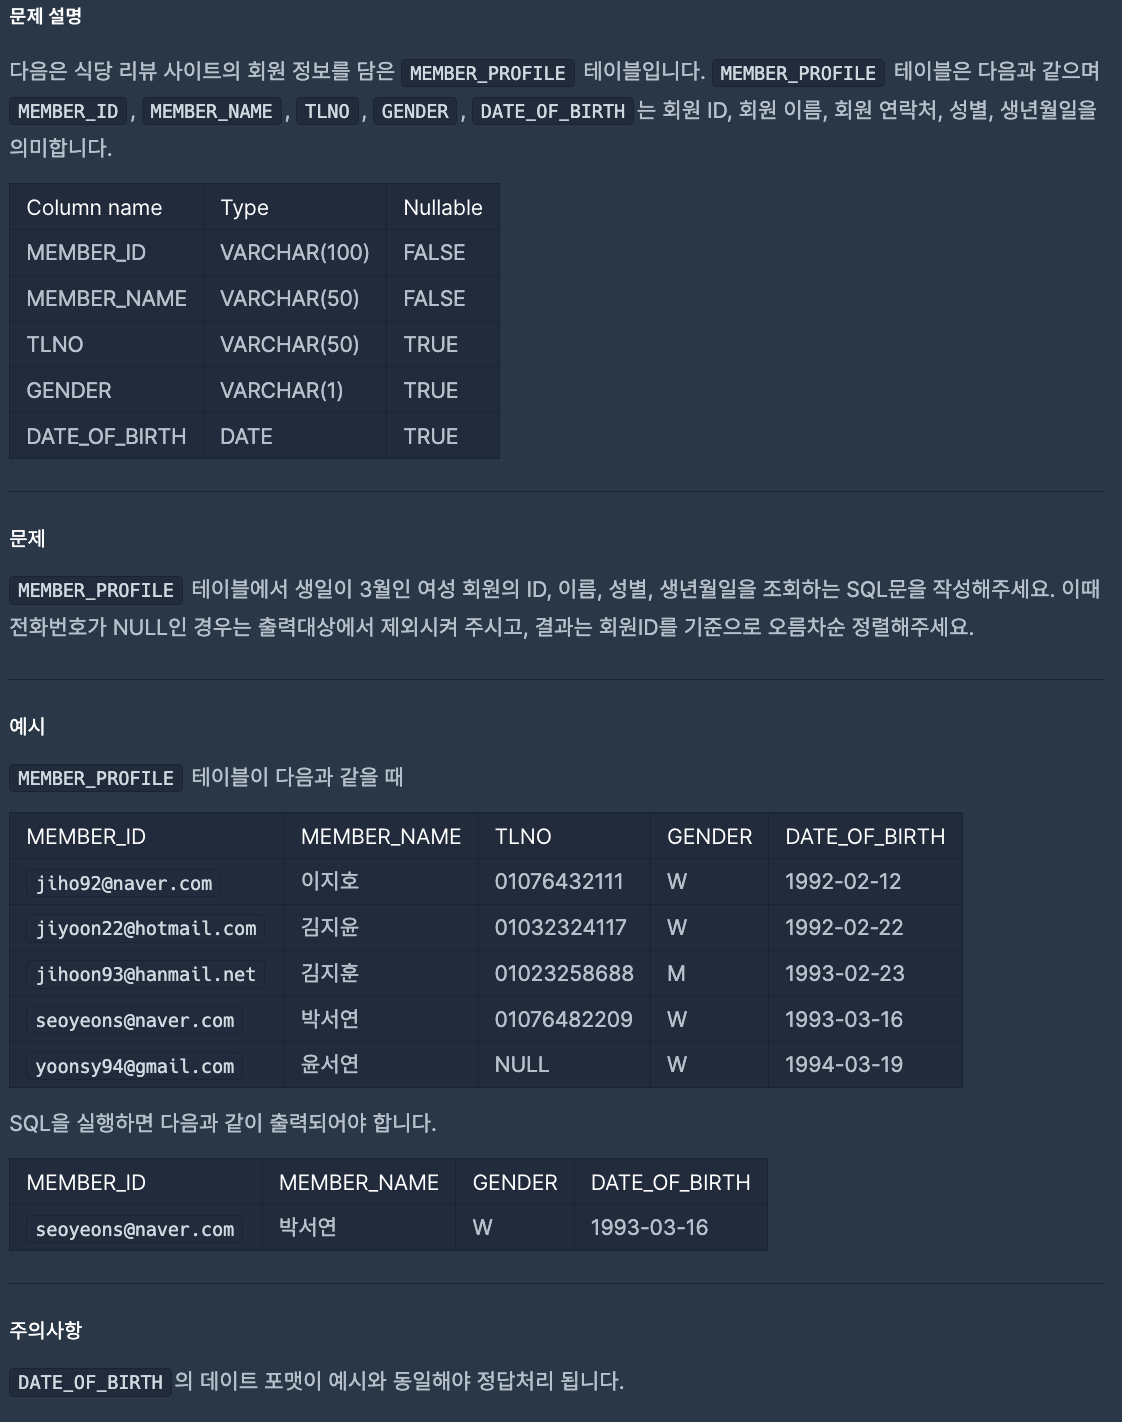 문제 설명
다음은 식당 리뷰 사이트의 회원 정보를 담은 MEMBER_PROFILE 테이블입니다. MEMBER_PROFILE 테이블은 다음과 같으며
MEMBER_ID , MEMBER_NAME , TLNO , GENDER , DATE_OF_BIRTH 는 회원 ID, 회원 이름, 회원 연락처, 성별, 생년월일을
의미합니다.
Column name Type Nullable
MEMBER_ID VARCHAR(100) FALSE
MEMBER_NAME VARCHAR(50) FALSE
TLNO VARCHAR(50) TRUE
GENDER VARCHAR(1) TRUE
DATE_OF_BIRTH DATE TRUE
문제
MEMBER_PROFILE 테이블에서 생일이 3월인 여성 회원의 ID, 이름, 성별, 생년월일을 조회하는 SQL문을 작성해주세요. 이때
전화번호가 NULL인 경우는 출력대상에서 제외시켜 주시고, 결과는 회원ID를 기준으로 오름차순 정렬해주세요.
예시
MEMBER_PROFILE 테이블이 다음과 같을 때
MEMBER_ID MEMBER_NAME TLNO GENDER DATE_OF_BIRTH
jiho92@naver.com 이지호 01076432111 W 1992-02-12
jiyoon22@hotmail.com 김지윤 01032324117 W 1992-02-22
jihoon93@hanmail.net 김지훈 01023258688 M 1993-02-23
seoyeons@naver.com 박서연 01076482209 W 1993-03-16
yoonsy94@gmail.com 윤서연 NULL W 1994-03-19
SQL을 실행하면 다음과 같이 출력되어야 합니다.
MEMBER_ID MEMBER_NAME GENDER DATE_OF_BIRTH
seoyeons@naver.com 박서연 W 1993-03-16
주의사항
DATE_OF_BIRTH 의 데이트 포맷이 예시와 동일해야 정답처리 됩니다.